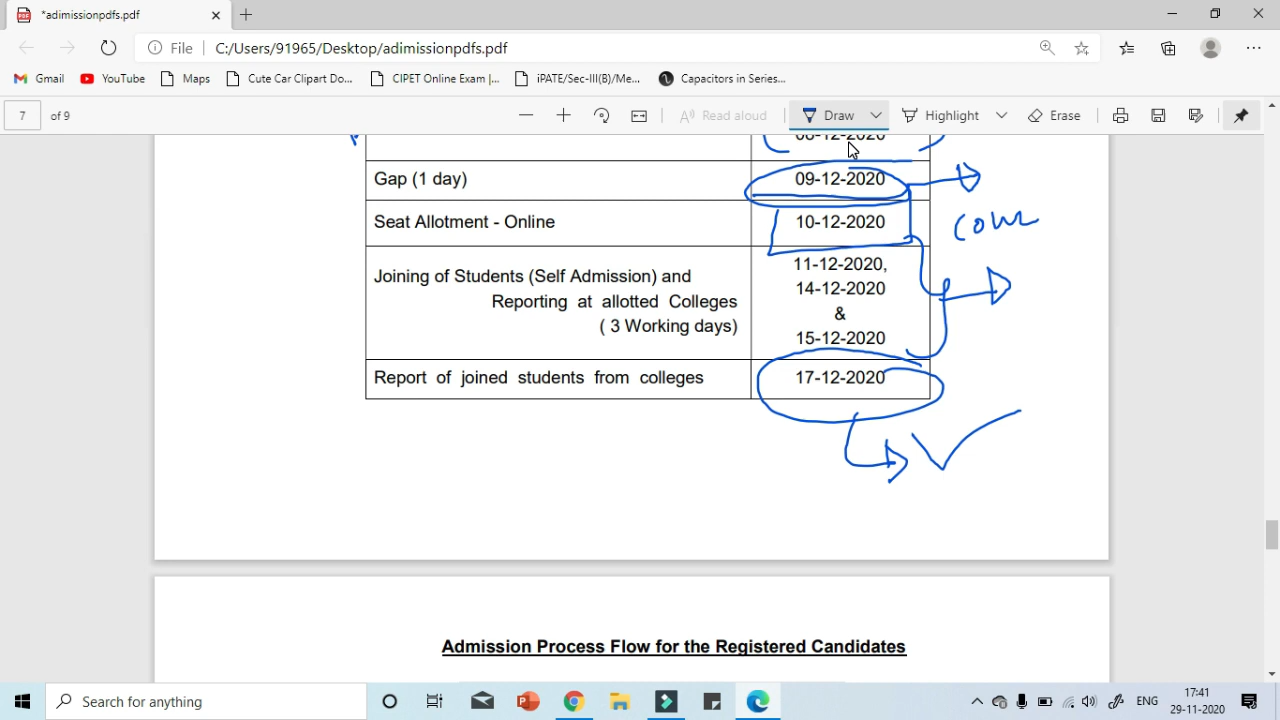 *admissionpdfs.pdf
File
C:/Users/91965/Desktop/adimissionpdfs.pdf
Gmail
YouTube
Maps
Cute Car Clipart Do...
CIPET Online Exam |...
iPATE/Sec-III(B)/Me...
Capacitors in Series...
7 of 9
Read aloud
Draw
Highlight
Erase
08-12-2020
Gap (1 day) 09-12-2020
Seat Allotment - Online 10-12-2020
Joining of Students (Self Admission) and
Reporting at allotted Colleges
( 3 Working days)
11-12-2020,
14-12-2020
&
15-12-2020
Report of joined students from colleges 17-12-2020
Admission Process Flow for the Registered Candidates
Search for anything
ENG
17:41
29-11-2020